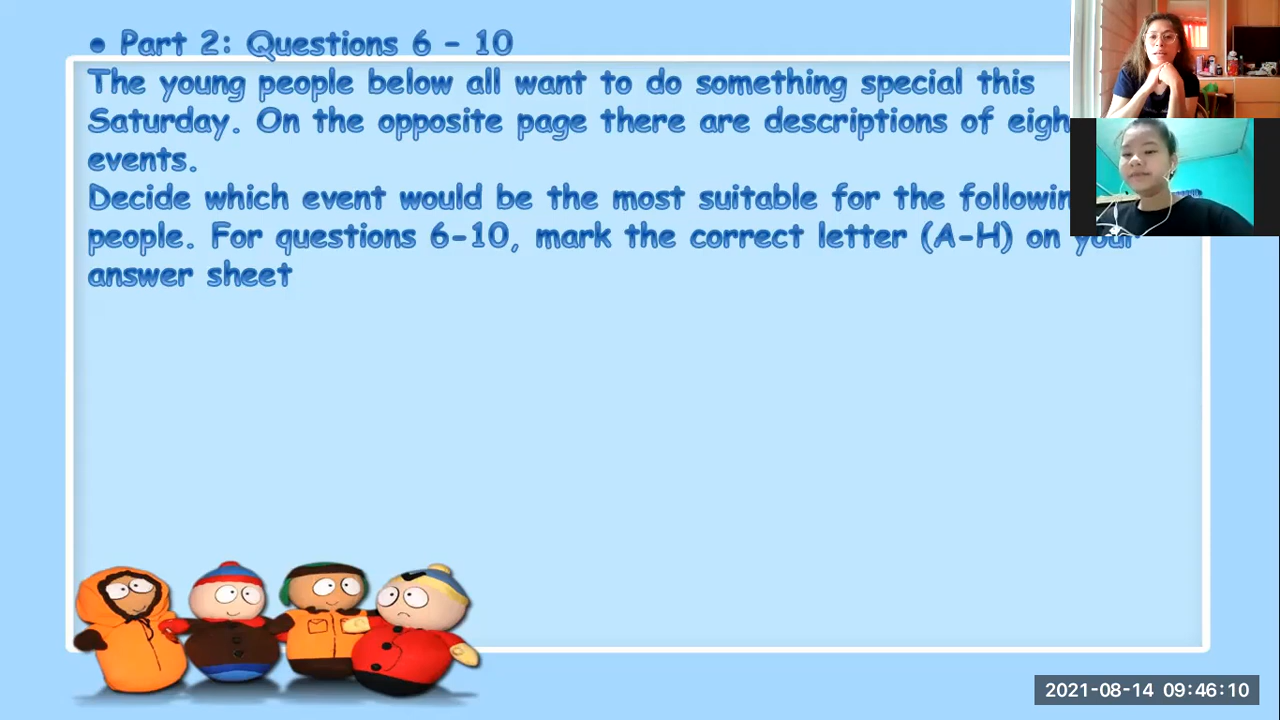 • Part 2: Questions 6 - 10
The young people below all want to do something special this
Saturday. On the opposite page there are descriptions of
events.
Decide which event would be the most suitable for the
people. For questions 6-10, mark the correct letter (A-H) on your
answer sheet
2021-08-14 09:46:10